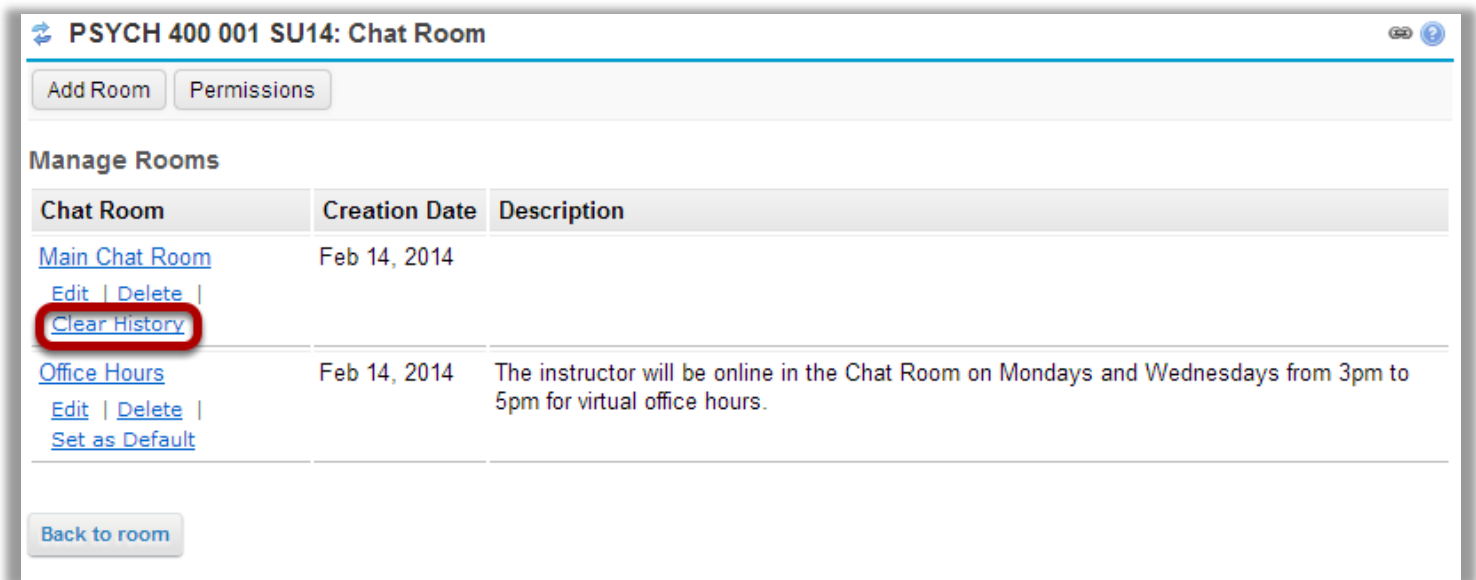 PSYCH 400 001 SU14: Chat Room
Add Room Permissions
Manage Rooms
Chat Room Creation Date Description
Main Chat Room Feb 14, 2014
Edit | Delete |
Clear History
Office Hours Feb 14, 2014 The instructor will be online in the Chat Room on Mondays and Wednesdays from 3pm to
5pm for virtual office hours.
Edit | Delete |
Set as Default
Back to room